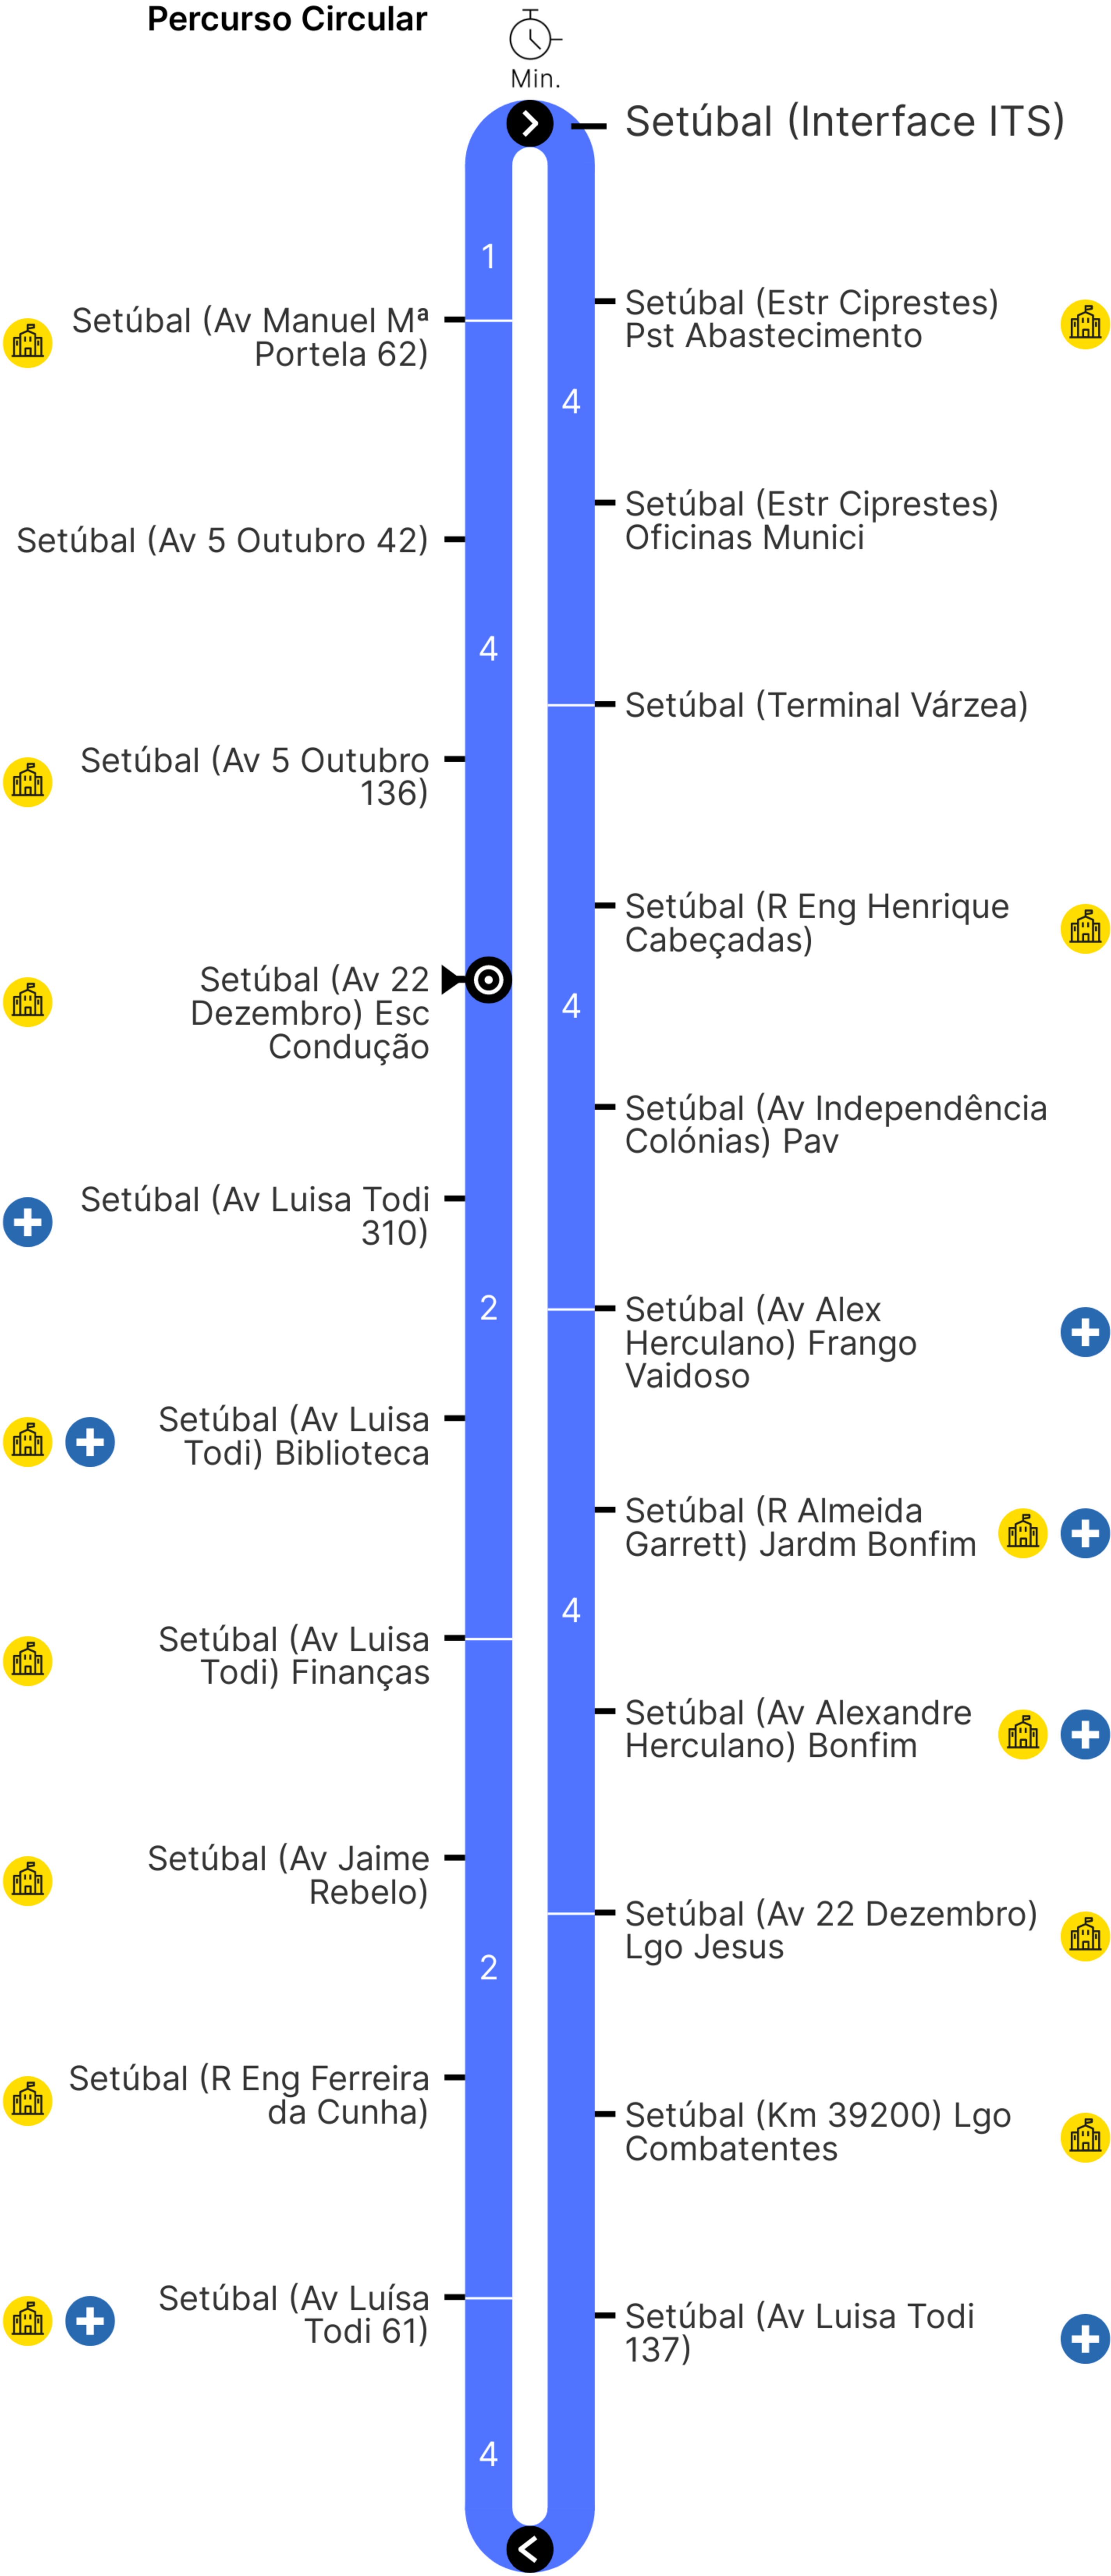 Percurso Circular
Min.
Setúbal (Interface ITS)
1
Setúbal (Av Manuel Mª
Portela 62)
Setúbal (Estr Ciprestes)
Pst Abastecimento
4
Setúbal (Estr Ciprestes)
Oficinas Munici
Setúbal (Av 5 Outubro 42)
4
Setúbal (Terminal Várzea)
Setúbal (Av 5 Outubro
136)
Setúbal (R Eng Henrique
Cabeçadas)
Setúbal (Av 22
Dezembro) Esc
Condução
4
Setúbal (Av Independência
Colónias) Pav
Setúbal (Av Luisa Todi
310)
2
Setúbal (Av Alex
Herculano) Frango
Vaidoso
Setúbal (Av Luisa
Todi) Biblioteca
Setúbal (R Almeida
Garrett) Jardm Bonfim
4
Setúbal (Av Luisa
Todi) Finanças
Setúbal (Av Alexandre
Herculano) Bonfim
Setúbal (Av Jaime
Rebelo)
Setúbal (Av 22 Dezembro)
Lgo Jesus
2
Setúbal (R Eng Ferreira
da Cunha)
Setúbal (Km 39200) Lgo
Combatentes
Setúbal (Av Luísa
Todi 61)
Setúbal (Av Luisa Todi
137)
4